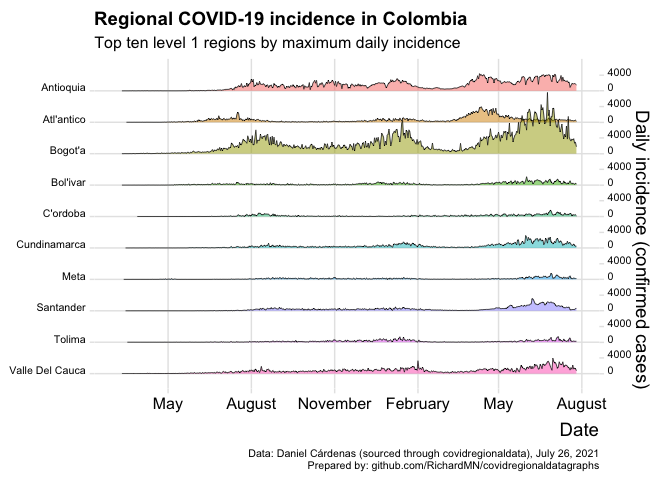 Regional COVID-19 incidence in Colombia
Top ten level 1 regions by maximum daily incidence
Antioquia
4000
0
Atl'antico
4000
0
Bogot'a
4000
0
Bol'ivar
4000
0
C'ordoba
4000
0
Cundinamarca
4000
0
Meta
4000
0
Santander
4000
0
Tolima
4000
0
Valle Del Cauca
4000
0
Daily incidence (confirmed cases)
May August November February May August
Date
Data: Daniel Cárdenas (sourced through covidregionaldata), July 26, 2021
Prepared by: github.com/RichardMN/covidregionaldatagraphs